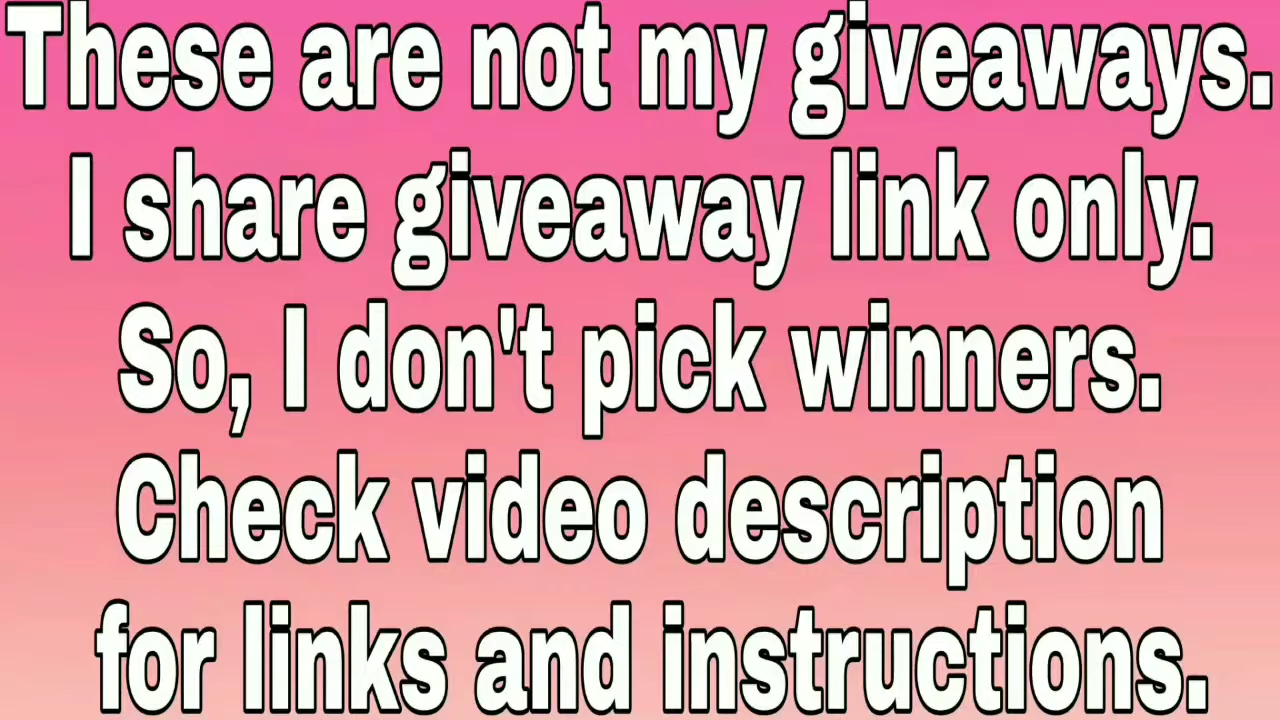 These are not my giveaways.
I share giveaway link only.
So, I don't pick winners.
Check video description
for links and instructions.